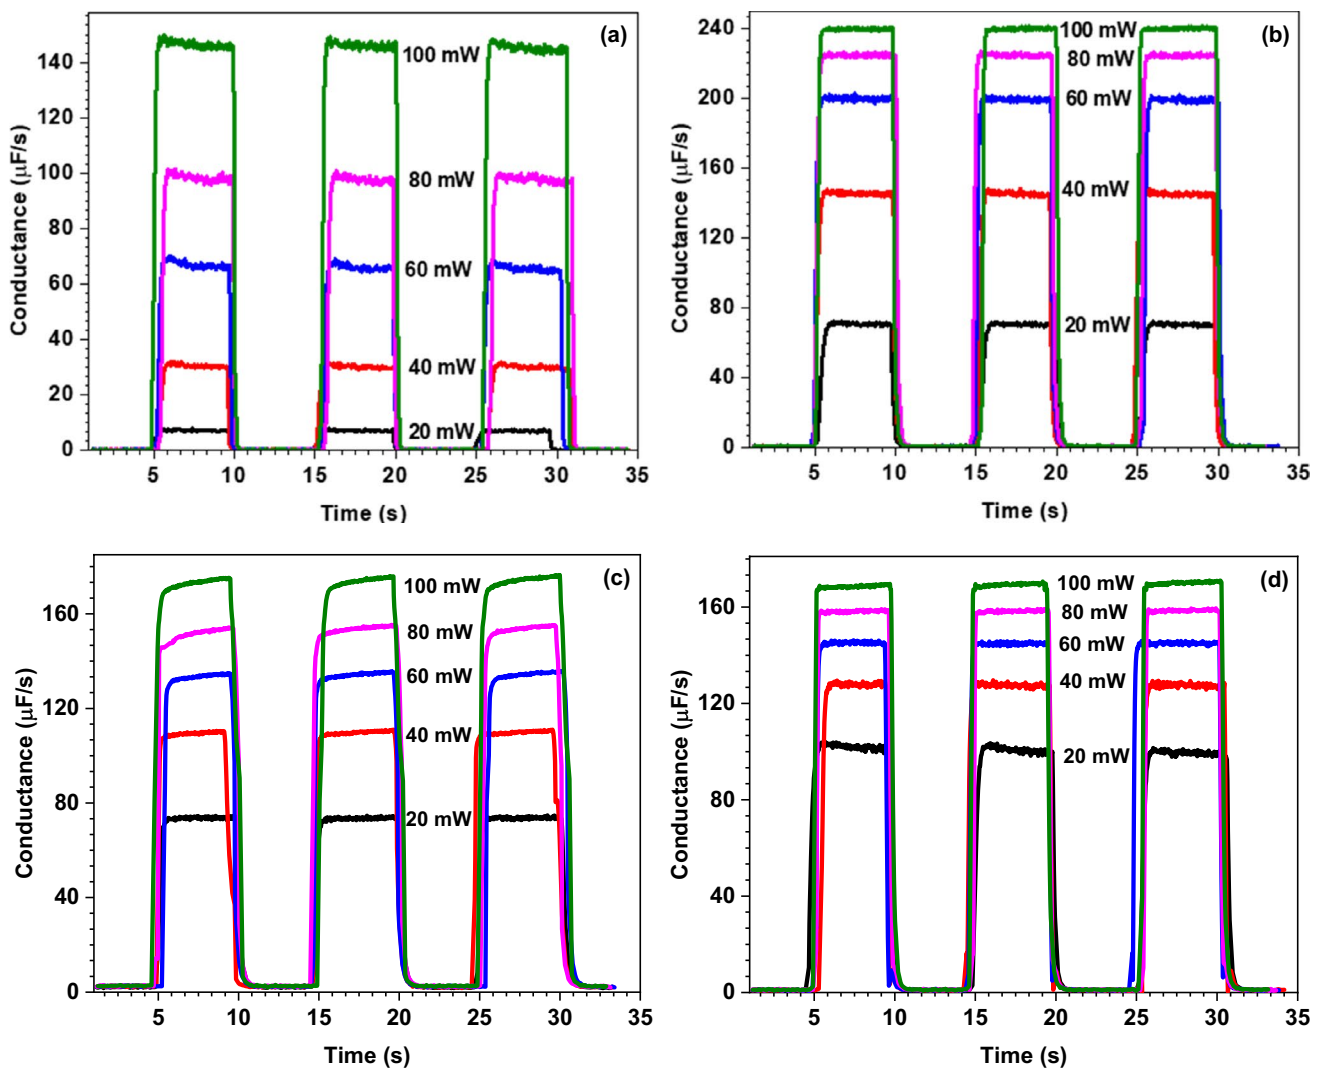 (a)
Conductance (μF/s)
140
120
100
80
60
40
20
0
100 mW
80 mW
60 mW
40 mW
20 mW
5 10 15 20 25 30 35
Time (s)
(b)
Conductance (μF/s)
240
200
160
120
80
40
0
100 mW
80 mW
60 mW
40 mW
20 mW
5 10 15 20 25 30 35
Time (s)
(c)
Conductance (μF/s)
160
120
80
40
0
100 mW
80 mW
60 mW
40 mW
20 mW
5 10 15 20 25 30 35
Time (s)
(d)
Conductance (μF/s)
160
120
80
40
0
100 mW
80 mW
60 mW
40 mW
20 mW
5 10 15 20 25 30 35
Time (s)